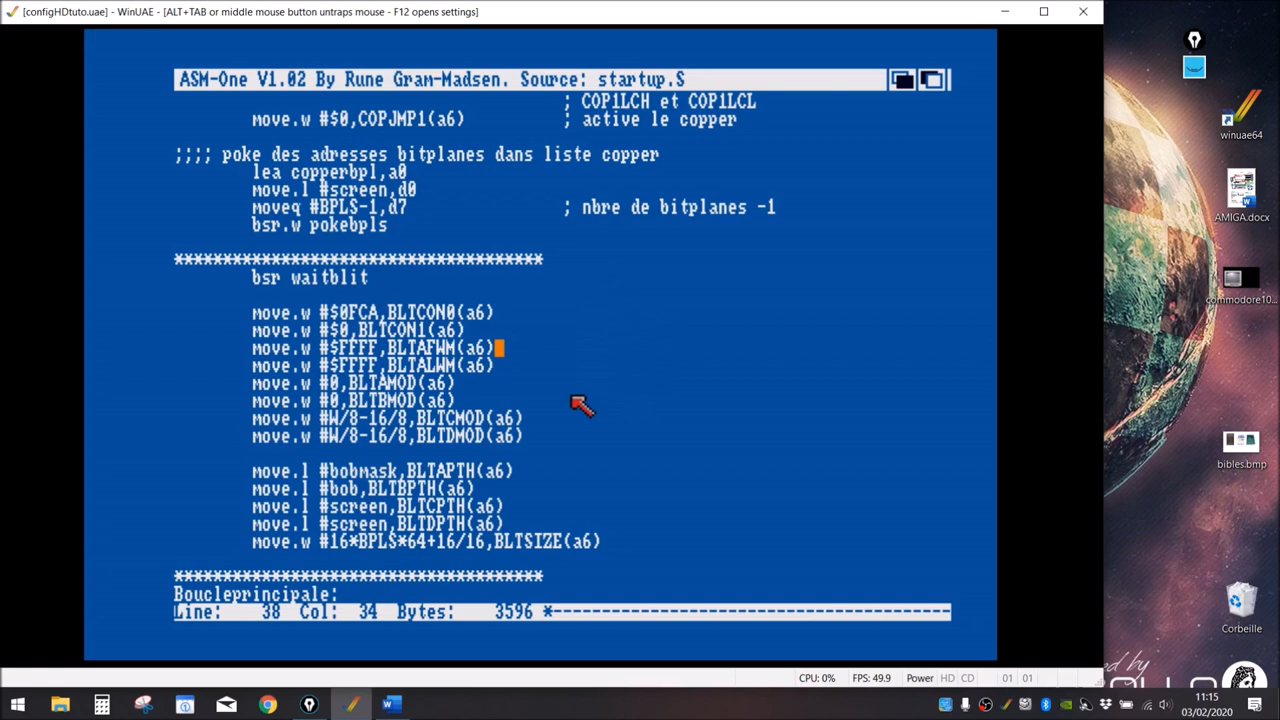 [configHDtuto.uae] - WinUAE - [ALT+TAB or middle mouse button untraps mouse - F12 opens settings]
ASM-One V1.02 By Rune Gram-Madsen. Source: startup.S
; COP1LCH et COP1LCL
move.w #$0,COPJMP1(a6) ; active le copper
;;;; poke des adresses bitplanes dans liste copper
lea copperbpl,a0
move.l #screen,d0
moveq #BPLS-1,d7 ; nbre de bitplanes -1
bsr.w pokebpls
**************************************
bsr waitblit
move.w #$0FCA,BLTCON0(a6)
move.w #$0,BLTCON1(a6)
move.w #$FFFF,BLTAFWM(a6)
move.w #$FFFF,BLTALWM(a6)
move.w #0,BLTAMOD(a6)
move.w #0,BLTBMOD(a6)
move.w #W/8-16/8,BLTCMOD(a6)
move.w #W/8-16/8,BLTDMOD(a6)
move.l #bobmask,BLTAPTH(a6)
move.l #bob,BLTBPTH(a6)
move.l #screen,BLTCPTH(a6)
move.l #screen,BLTDPTH(a6)
move.w #16*BPLS*64+16/16,BLTSIZE(a6)
**************************************
Boucleprincipale:
Line: 38 Col: 34 Bytes: 3596 *-----------------------------------------
CPU: 0% FPS: 49.9 Power HD CD 01 01
winuae64
AMIGA.docx
commodore10...
bibles.bmp
Corbeille
11:15
03/02/2020